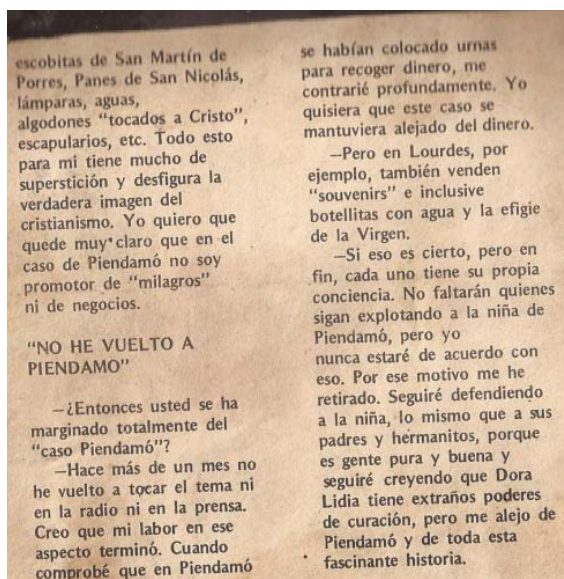 escobitas de San Martín de
Porres, Panes de San Nicolás,
lámparas, aguas,
algodones "tocados a Cristo",
escapularios, etc. Todo esto
para mi tiene mucho de
superstición y desfigura la
verdadera imagen del
cristianismo. Yo quiero que
quede muy claro que en el
caso de Piendamó no soy
promotor de "milagros"
ni de negocios.
"NO HE VUELTO A
PIENDAMO"
—¿Entonces usted se ha
marginado totalmente del
"caso Piendamó"?
—Hace más de un mes no
he vuelto a tocar el tema ni
en la radio ni en la prensa.
Creo que mi labor en ese
aspecto terminó. Cuando
comprobé que en Piendamó
se habían colocado urnas
para recoger dinero, me
contrarié profundamente. Yo
quisiera que este caso se
mantuviera alejado del dinero.
—Pero en Lourdes, por
ejemplo, también venden
"souvenirs" e inclusive
botellitas con agua y la efigie
de la Virgen.
—Si eso es cierto, pero en
fin, cada uno tiene su propia
conciencia. No faltarán quienes
sigan explotando a la niña de
Piendamó, pero yo
nunca estaré de acuerdo con
eso. Por ese motivo me he
retirado. Seguiré defendiendo
a la niña, lo mismo que a sus
padres y hermanitos, porque
es gente pura y buena y
seguiré creyendo que Dora
Lidia tiene extraños poderes
de curación, pero me alejo de
Piendamó y de toda esta
fascinante historia.